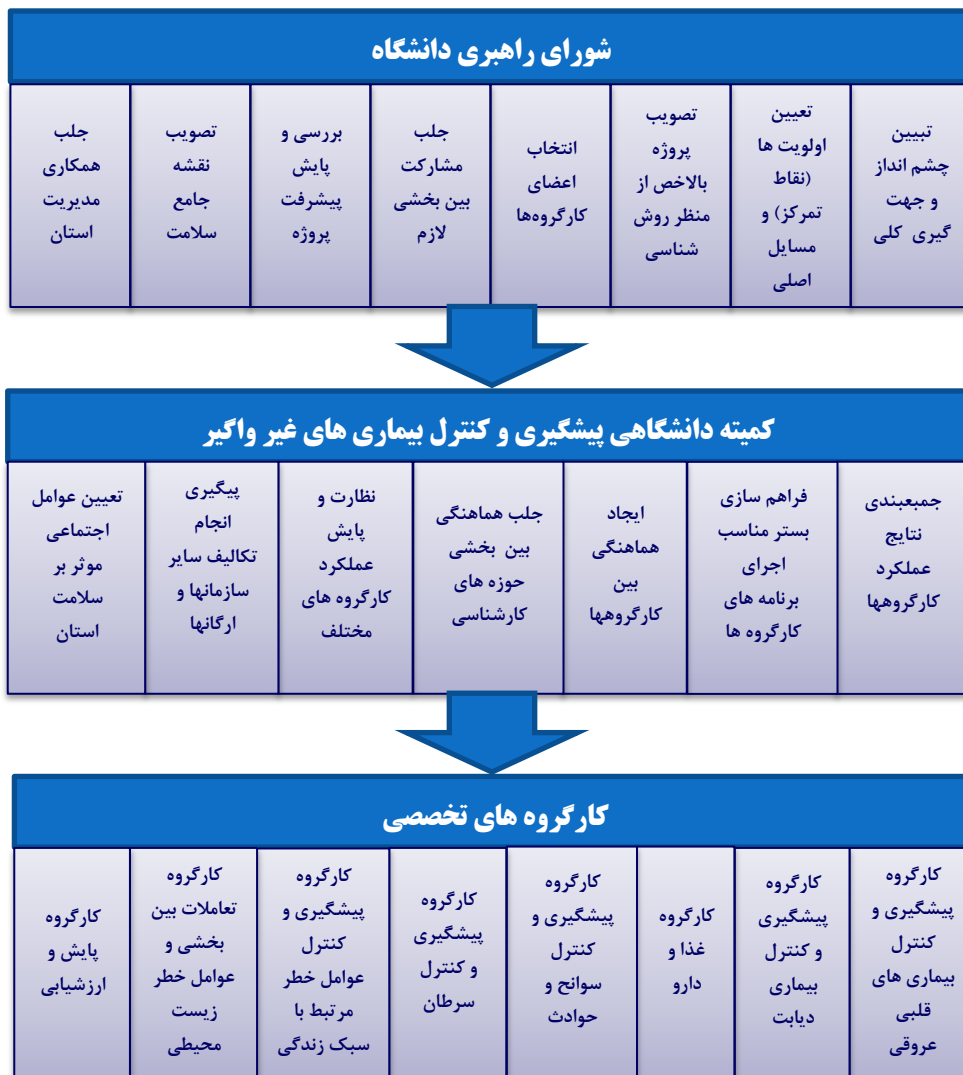 شورای راهبری دانشگاه
تبیین
چشم انداز
و جهت
گیری کلی
تعیین
اولویت ها
(نقاط
تمرکز) و
مسایل
اصلی
تصویب
پروژه
بالاخص از
منظر روش
شناسی
انتخاب
اعضای
کارگروه‌ها
جلب
مشارکت
بین بخشی
لازم
بررسی و
پایش
پیشرفت
پروژه
تصویب
نقشه
جامع
سلامت
جلب
همکاری
مدیریت
استان
کمیته دانشگاهی پیشگیری و کنترل بیماری های غیر واگیر
جمبعبندی
نتایج
عملکرد
کارگروهها
فراهم سازی
بستر مناسب
اجرای
برنامه های
کارگروه ها
ایجاد
هماهنگی
بین
کارگروهها
جلب هماهنگی
بین بخشی
حوزه های
کارشناسی
نظارت و
پایش
عملکرد
کارگروه های
مختلف
پیگیری
انجام
تکالیف سایر
سازمانها و
ارگانها
تعیین عوامل
اجتماعی
موثر بر
سلامت
استان
کارگروه های تخصصی
کارگروه
پیشگیری و
کنترل
بیماری های
قلبی
عروقی
کارگروه
پیشگیری
و کنترل
بیماری
دیابت
کارگروه
غذا و
دارو
کارگروه
پیشگیری و
کنترل
سوانح و
حوادث
کارگروه
پیشگیری
و کنترل
سرطان
کارگروه
پیشگیری و
کنترل
عوامل خطر
مرتبط با
سبک زندگی
کارگروه
تعاملات بین
بخشی و
عوامل خطر
زیست
محیطی
کارگروه
پایش و
ارزشیابی